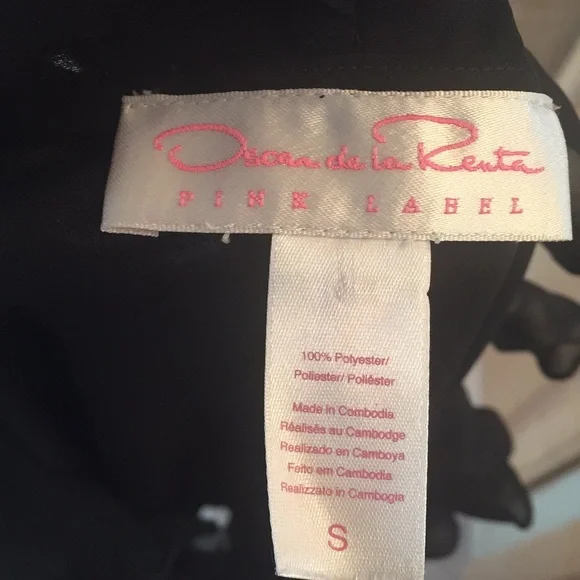 Oscar de la Renta
PINK LABEL
100% Polyester/
Poliester/ Poliéster
Made in Cambodia
Réalisés au Cambodge
Realizado en Camboya
Feito em Cambodia
Realizzato in Cambogia
S